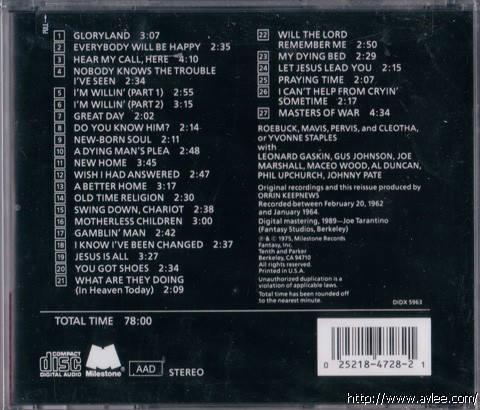 PULL
1 GLORYLAND 3:07
2 EVERYBODY WILL BE HAPPY 2:35
3 HEAR MY CALL, HERE 4:10
4 NOBODY KNOWS THE TROUBLE
I'VE SEEN 2:34
5 I'M WILLIN' (PART 1) 2:55
6 I'M WILLIN' (PART 2) 3:15
7 GREAT DAY 2:02
8 DO YOU KNOW HIM? 2:14
9 NEW-BORN SOUL 2:11
10 A DYING MAN'S PLEA 2:48
11 NEW HOME 3:45
12 WISH I HAD ANSWERED 2:47
13 A BETTER HOME 3:17
14 OLD TIME RELIGION 2:30
15 SWING DOWN, CHARIOT 2:38
16 MOTHERLESS CHILDREN 3:00
17 GAMBLIN' MAN 2:42
18 I KNOW I'VE BEEN CHANGED 2:37
19 JESUS IS ALL 3:27
20 YOU GOT SHOES 2:34
21 WHAT ARE THEY DOING
(In Heaven Today) 2:09
22 WILL THE LORD
REMEMBER ME 2:50
23 MY DYING BED 2:29
24 LET JESUS LEAD YOU 2:15
25 PRAYING TIME 2:07
26 I CAN'T HELP FROM CRYIN'
SOMETIME 2:17
27 MASTERS OF WAR 4:34
ROEBUCK, MAVIS, PERVIS, and CLEOTHA,
or YVONNE STAPLES
with
LEONARD GASKIN, GUS JOHNSON, JOE
MARSHALL, MACEO WOOD, AL DUNCAN,
PHIL UPCHURCH, JOHNNY PATE
Original recordings and this reissue produced by
ORRIN KEEPNEWS
Recorded between February 20, 1962
and January 1964.
Digital mastering, 1989—Joe Tarantino
(Fantasy Studios, Berkeley)
℗ & © 1973, Milestone Records
Fantasy, Inc.
Tenth and Parker
Berkeley, CA 94710
All rights reserved.
Printed in U.S.A.
Unauthorized duplication is a
violation of applicable laws.
Total time has been rounded off
to the nearest minute.
DIDX 5963
TOTAL TIME 78:00
COMPACT
disc
DIGITAL AUDIO
Milestone
AAD
STEREO
0 25218-4728-2 1
http://www.avlee.com/